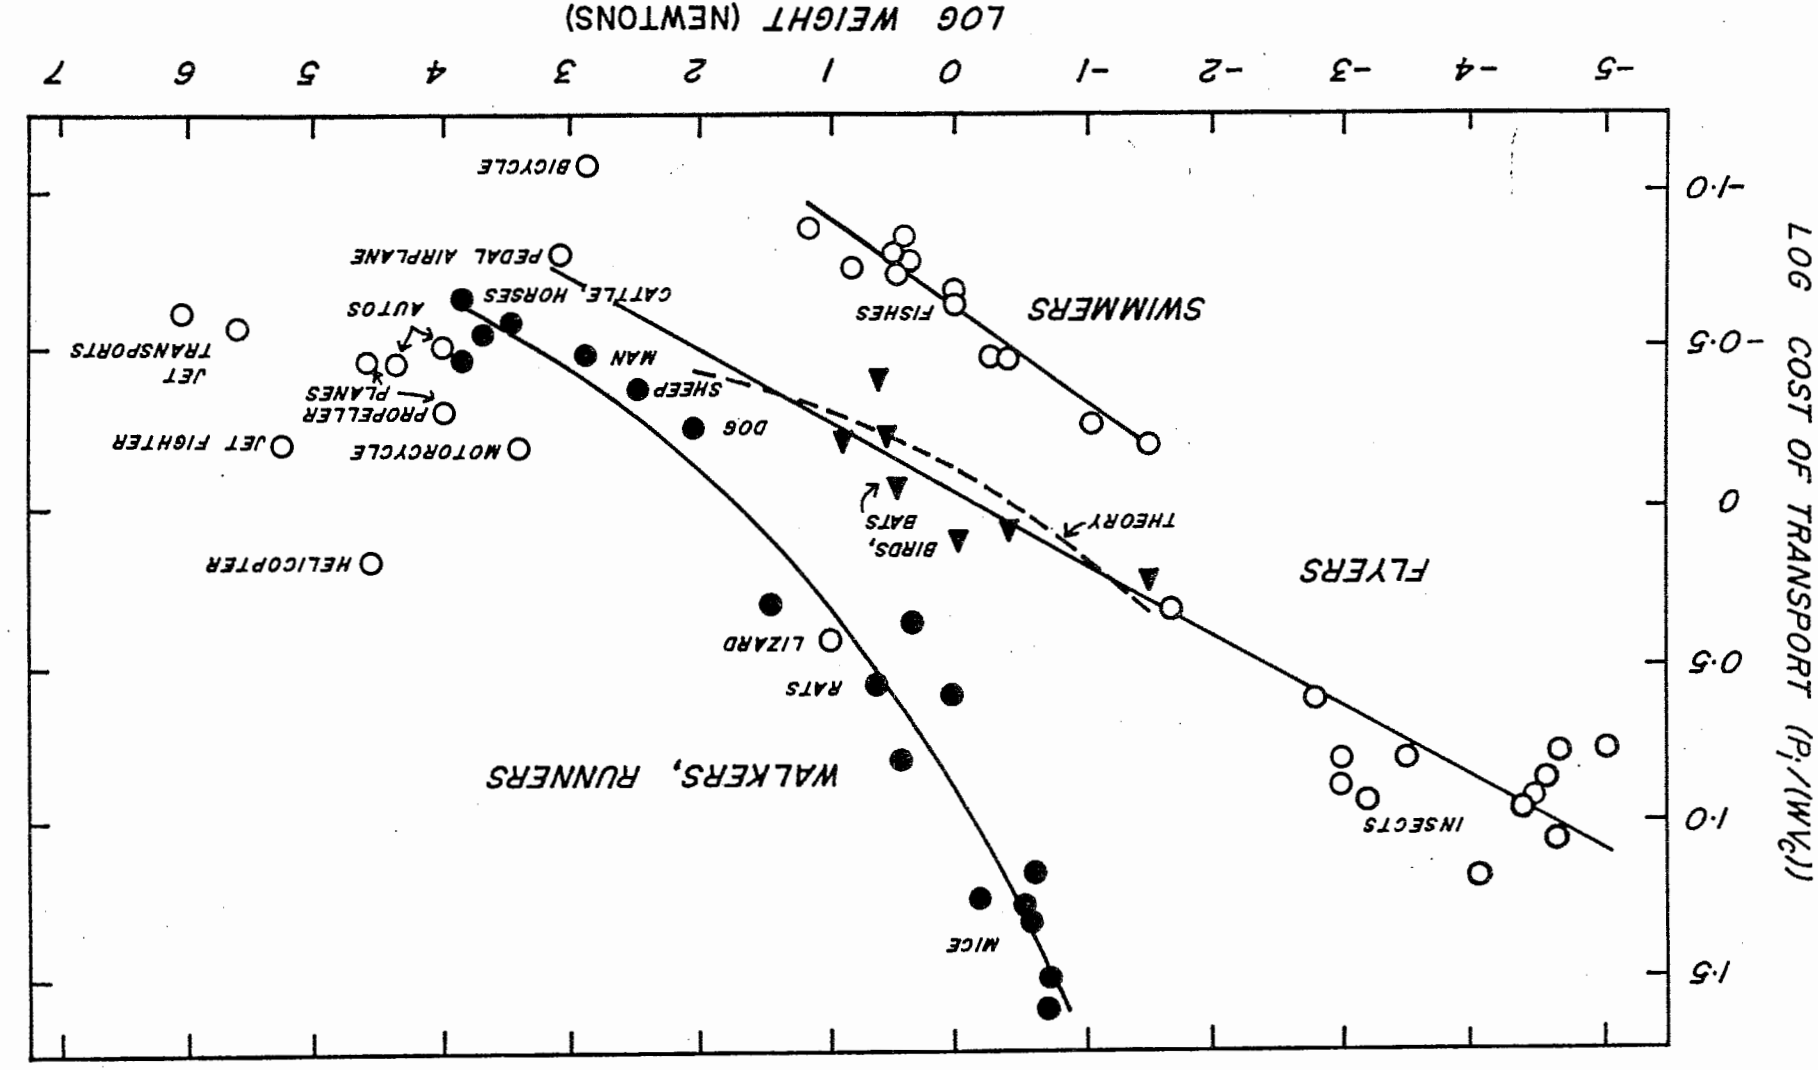 LOG COST OF TRANSPORT (Pᵢ/(WV_c))
1.5
1.0
0.5
0
-0.5
-1.0
MICE
INSECTS
WALKERS, RUNNERS
RATS
LIZARD
FLYERS
HELICOPTER
THEORY
BIRDS,
BATS
DOG
MOTORCYCLE
JET FIGHTER
SHEEP
PROPELLER
PLANES
MAN
JET
TRANSPORTS
SWIMMERS
FISHES
AUTOS
CATTLE, HORSES
PEDAL AIRPLANE
BICYCLE
-5 -4 -3 -2 -1 0 1 2 3 4 5 6 7
LOG WEIGHT (NEWTONS)